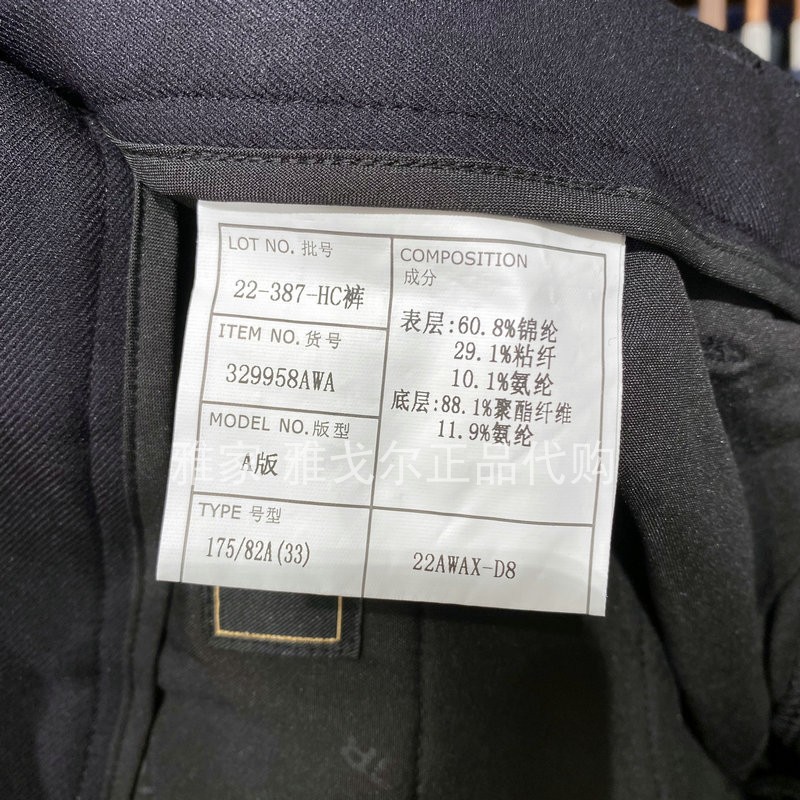 LOT NO. 批号
22-387-HC裤
ITEM NO. 货号
329958AWA
MODEL NO. 版型
A版
TYPE 号型
175/82A(33)
COMPOSITION
成分
表层:60.8%锦纶
29.1%粘纤
10.1%氨纶
底层:88.1%聚酯纤维
11.9%氨纶
22AWAX-D8
雅家 雅戈尔正品代购